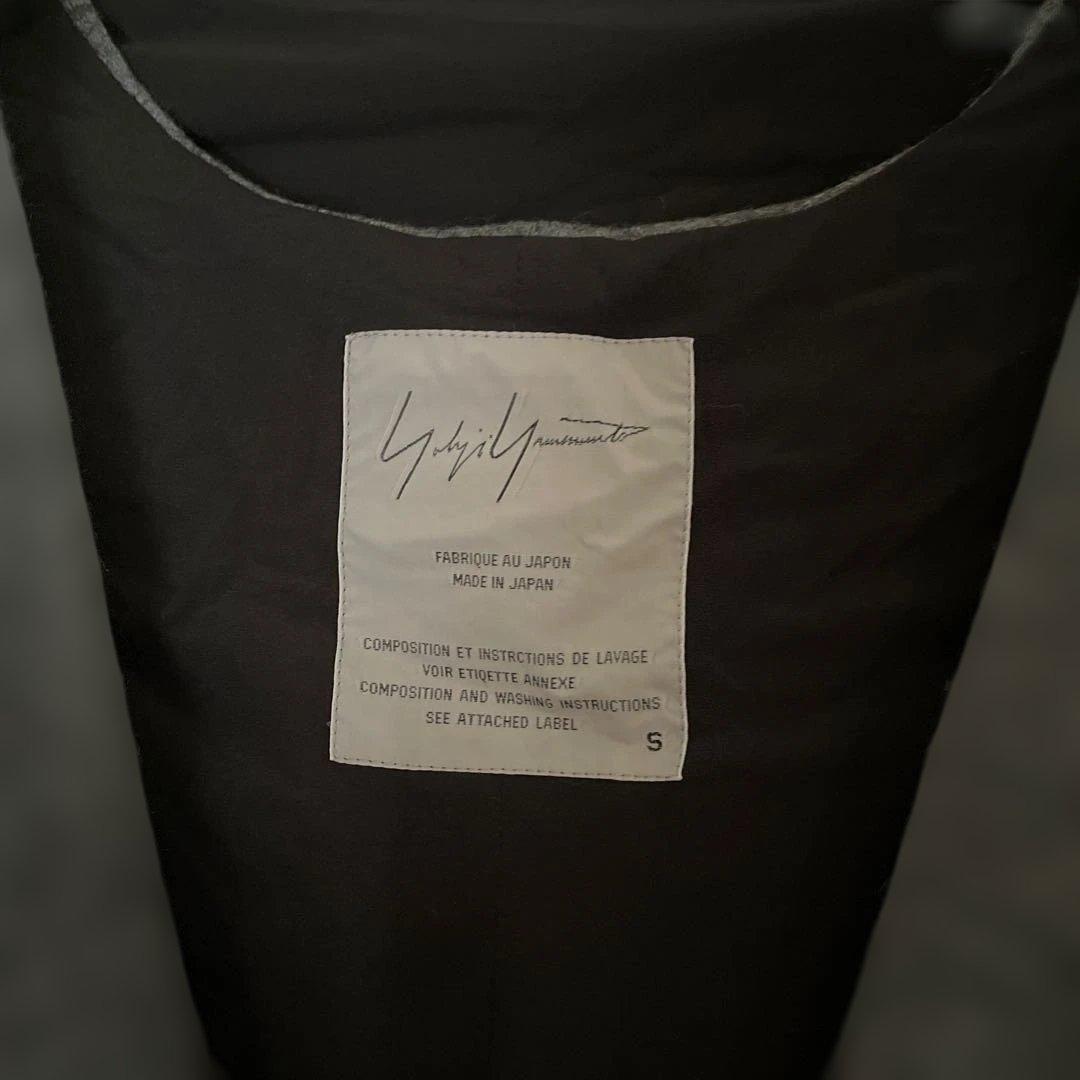 Yohji Yamamoto
FABRIQUE AU JAPON
MADE IN JAPAN
COMPOSITION ET INSTRCTIONS DE LAVAGE
VOIR ETIQETTE ANNEXE
COMPOSITION AND WASHING INSTRUCTIONS
SEE ATTACHED LABEL
S